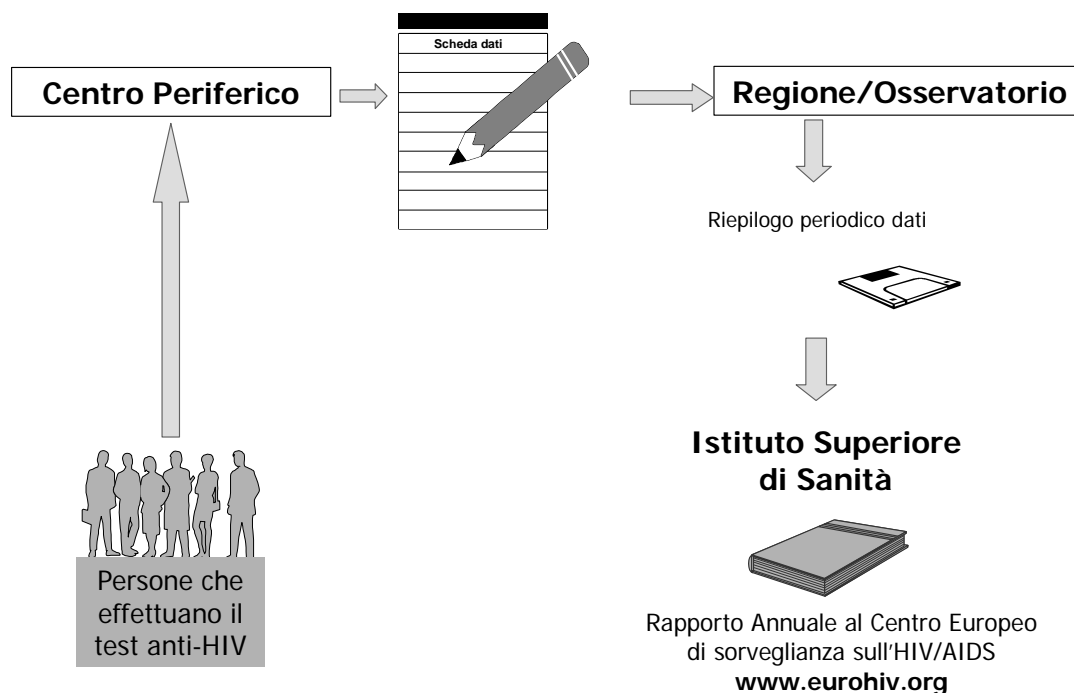 Persone che
effettuano il
test anti-HIV
Centro Periferico
Scheda dati
Regione/Osservatorio
Riepilogo periodico dati
Istituto Superiore
di Sanità
Rapporto Annuale al Centro Europeo
di sorveglianza sull'HIV/AIDS
www.eurohiv.org